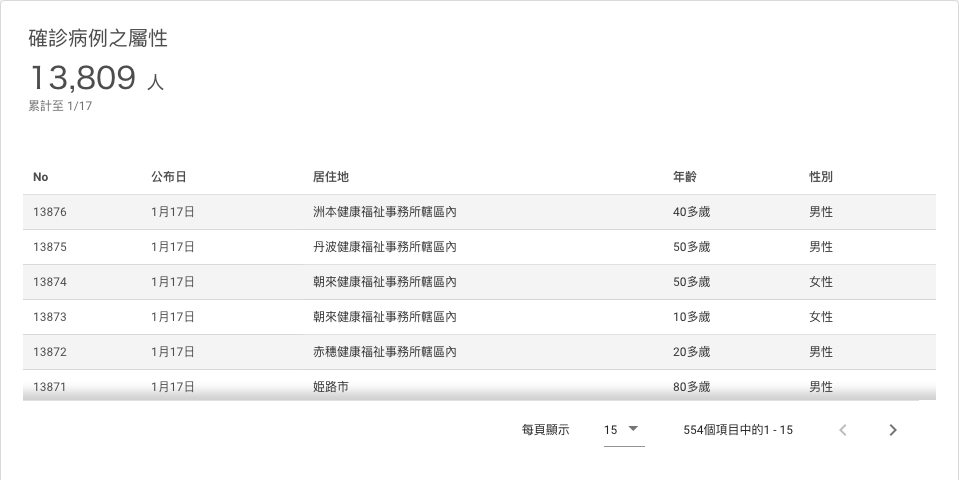 確診病例之屬性
13,809 人
累計至 1/17
No 公布日 居住地 年齡 性別
13876 1月17日 洲本健康福祉事務所轄區內 40多歲 男性
13875 1月17日 丹波健康福祉事務所轄區內 50多歲 男性
13874 1月17日 朝來健康福祉事務所轄區內 50多歲 女性
13873 1月17日 朝來健康福祉事務所轄區內 10多歲 女性
13872 1月17日 赤穗健康福祉事務所轄區內 20多歲 男性
13871 1月17日 姫路市 80多歲 男性
每頁顯示 15 554個項目中的1 - 15